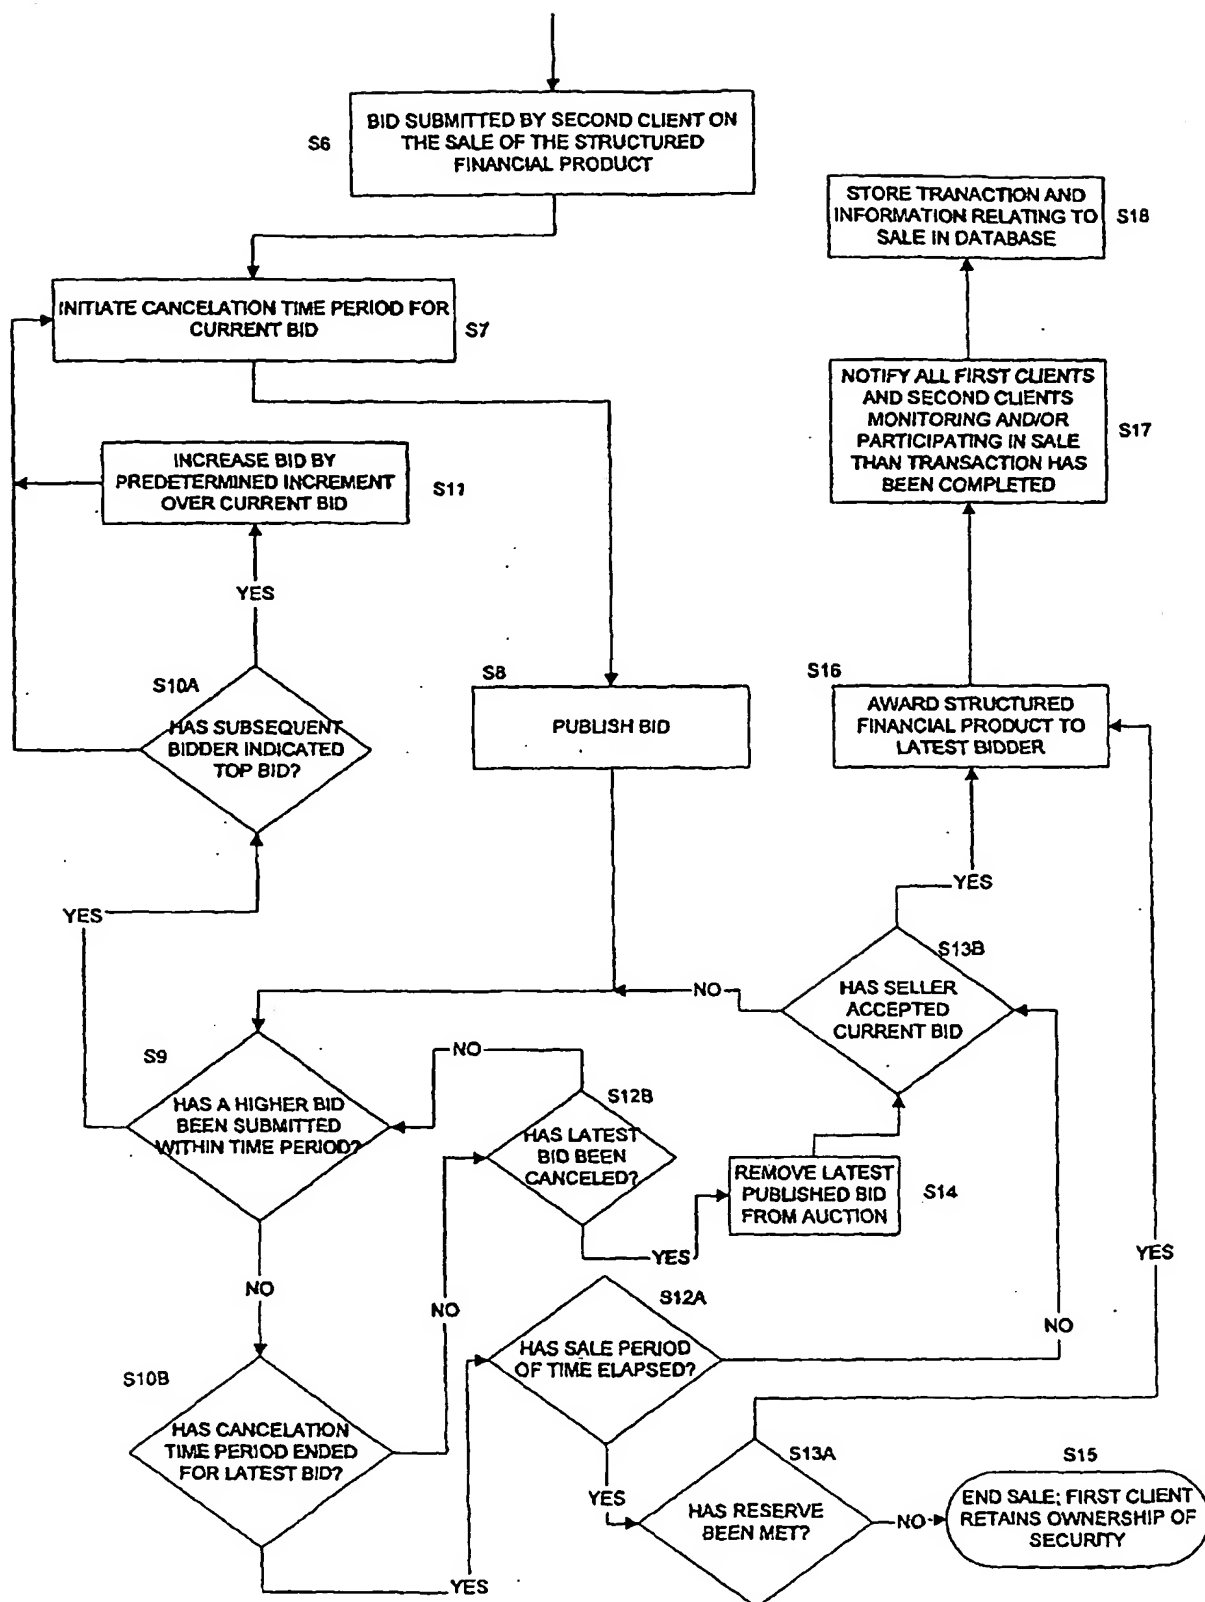 S6
BID SUBMITTED BY SECOND CLIENT ON
THE SALE OF THE STRUCTURED
FINANCIAL PRODUCT
STORE TRANACTION AND
INFORMATION RELATING TO
SALE IN DATABASE
S18
INITIATE CANCELATION TIME PERIOD FOR
CURRENT BID
S7
NOTIFY ALL FIRST CLIENTS
AND SECOND CLIENTS
MONITORING AND/OR
PARTICIPATING IN SALE
THAN TRANSACTION HAS
BEEN COMPLETED
S17
INCREASE BID BY
PREDETERMINED INCREMENT
OVER CURRENT BID
S11
YES
S10A
HAS SUBSEQUENT
BIDDER INDICATED
TOP BID?
S8
PUBLISH BID
S16
AWARD STRUCTURED
FINANCIAL PRODUCT TO
LATEST BIDDER
YES
YES
S13B
HAS SELLER
ACCEPTED
CURRENT BID
NO
S9
HAS A HIGHER BID
BEEN SUBMITTED
WITHIN TIME PERIOD?
NO
S12B
HAS LATEST
BID BEEN
CANCELED?
REMOVE LATEST
PUBLISHED BID
FROM AUCTION
S14
YES
YES
NO
NO
S12A
HAS SALE PERIOD
OF TIME ELAPSED?
NO
S10B
HAS CANCELATION
TIME PERIOD ENDED
FOR LATEST BID?
YES
S13A
HAS RESERVE
BEEN MET?
NO
S15
END SALE; FIRST CLIENT
RETAINS OWNERSHIP OF
SECURITY
YES